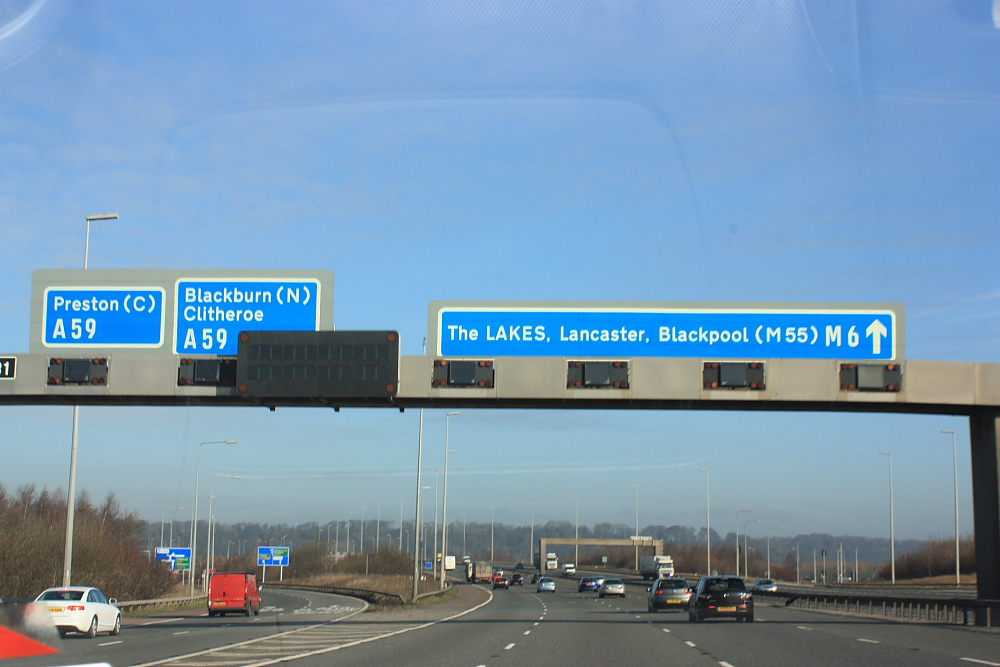 Preston (C)
A59
Blackburn (N)
Clitheroe
A59
The LAKES, Lancaster, Blackpool (M55) M6